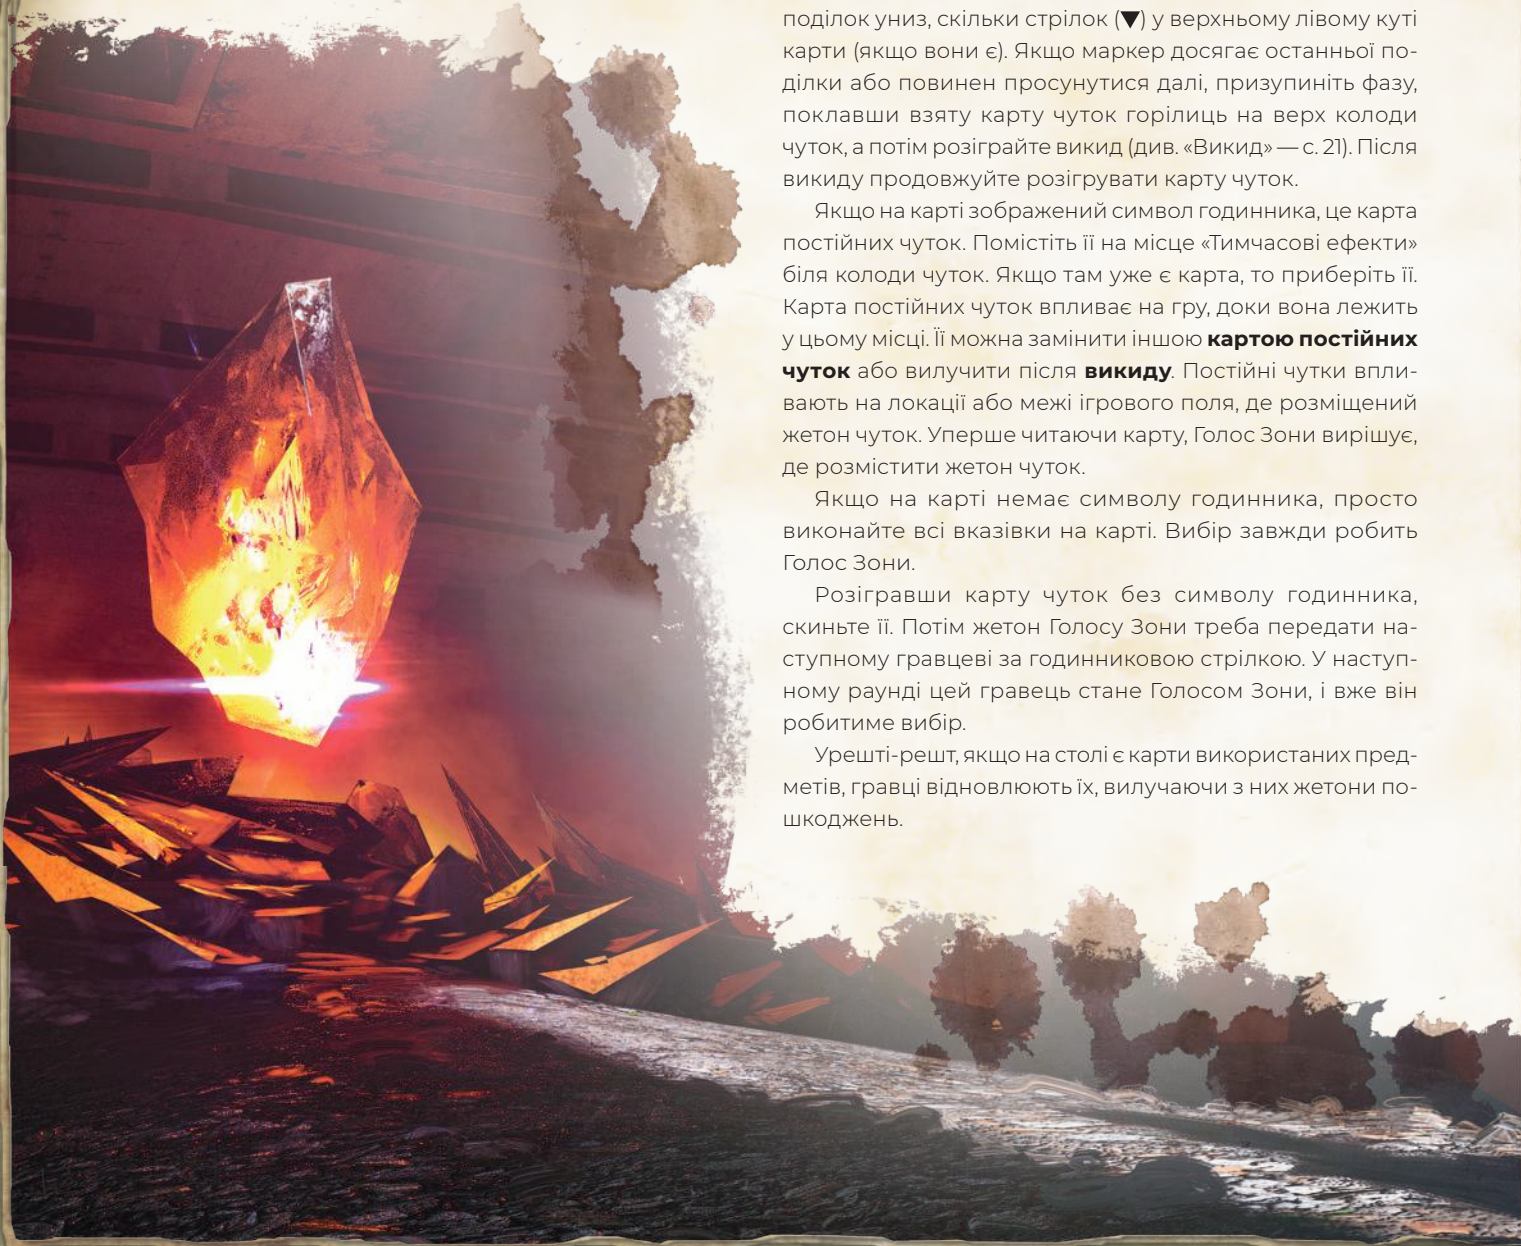 поділок униз, скільки стрілок (▼) у верхньому лівому куті
карти (якщо вони є). Якщо маркер досягає останньої по-
ділки або повинен просунутися далі, призупиніть фазу,
поклавши взяту карту чуток горілиць на верх колоди
чуток, а потім розіграйте викид (див. «Викид» — с. 21). Після
викиду продовжуйте розігрувати карту чуток.
Якщо на карті зображений символ годинника, це карта
постійних чуток. Помістіть її на місце «Тимчасові ефекти»
біля колоди чуток. Якщо там уже є карта, то приберіть її.
Карта постійних чуток впливає на гру, доки вона лежить
у цьому місці. Її можна замінити іншою картою постійних
чуток або вилучити після викиду. Постійні чутки впли-
вають на локації або межі ігрового поля, де розміщений
жетон чуток. Уперше читаючи карту, Голос Зони вирішує,
де розмістити жетон чуток.
Якщо на карті немає символу годинника, просто
виконайте всі вказівки на карті. Вибір завжди робить
Голос Зони.
Розігравши карту чуток без символу годинника,
скиньте її. Потім жетон Голосу Зони треба передати на-
ступному гравцеві за годинниковою стрілкою. У наступ-
ному раунді цей гравець стане Голосом Зони, і вже він
робитиме вибір.
Урешті-решт, якщо на столі є карти використаних пред-
метів, гравці відновлюють їх, вилучаючи з них жетони по-
шкоджень.